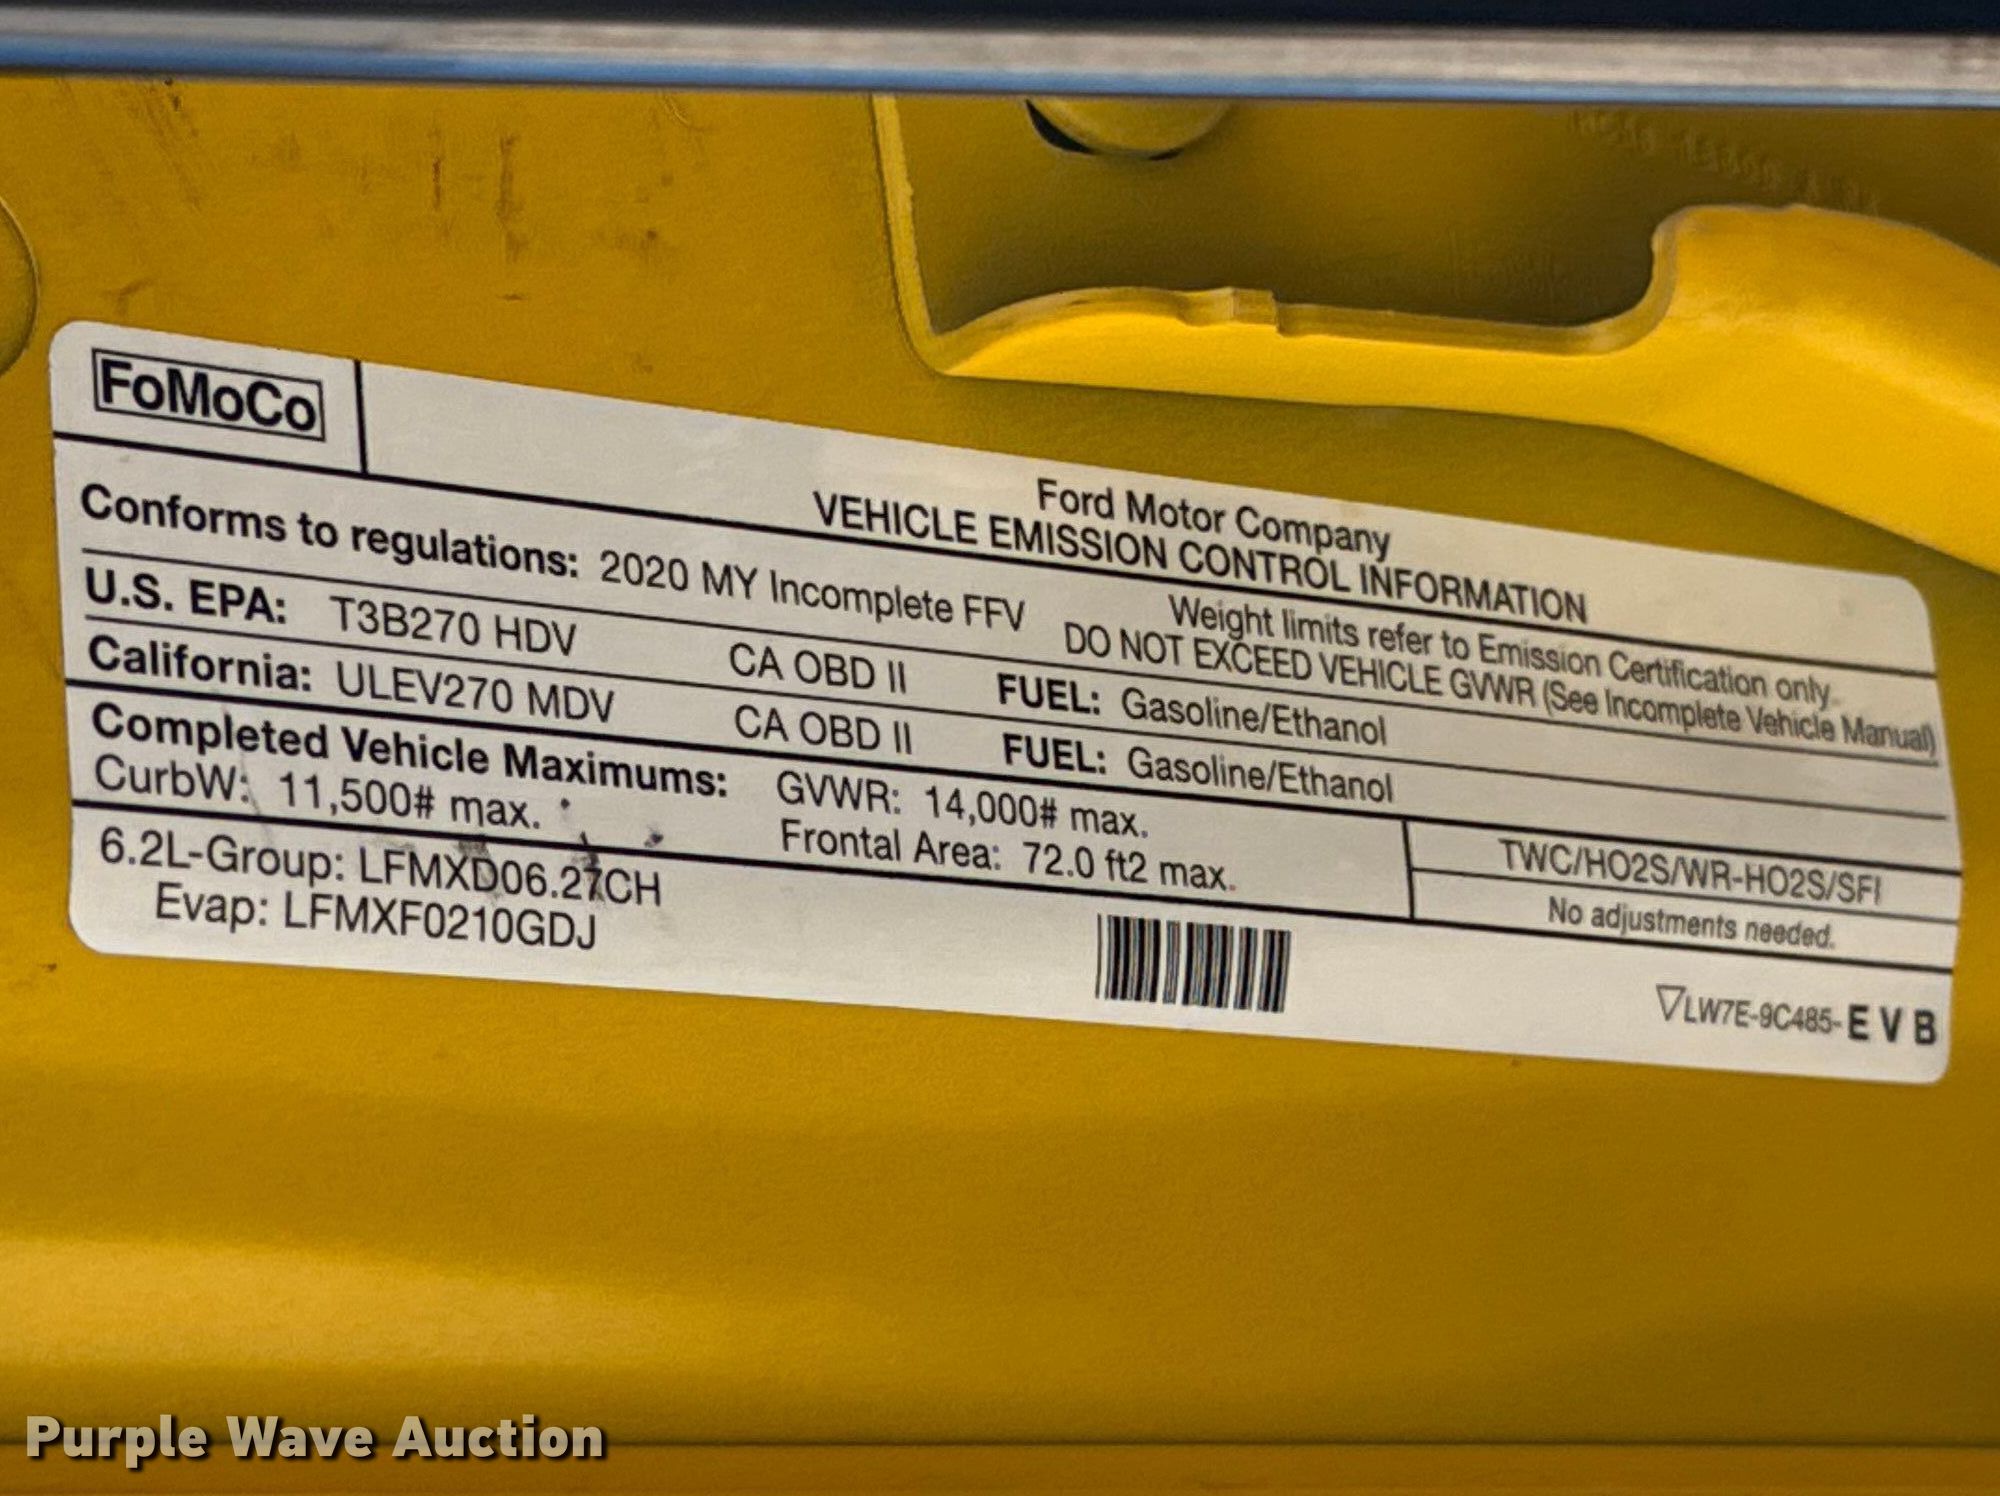 FoMoCo
Ford Motor Company
VEHICLE EMISSION CONTROL INFORMATION
Conforms to regulations: 2020 MY Incomplete FFV
Weight limits refer to Emission Certification only.
DO NOT EXCEED VEHICLE GVWR (See Incomplete Vehicle Manual)
U.S. EPA: T3B270 HDV CA OBD II FUEL: Gasoline/Ethanol
California: ULEV270 MDV CA OBD II FUEL: Gasoline/Ethanol
Completed Vehicle Maximums: GVWR: 14,000# max.
CurbW: 11,500# max. Frontal Area: 72.0 ft2 max.
TWC/HO2S/WR-HO2S/SFI
No adjustments needed.
6.2L-Group: LFMXD06.27CH
Evap: LFMXF0210GDJ
▽LW7E-9C485-E V B
Purple Wave Auction